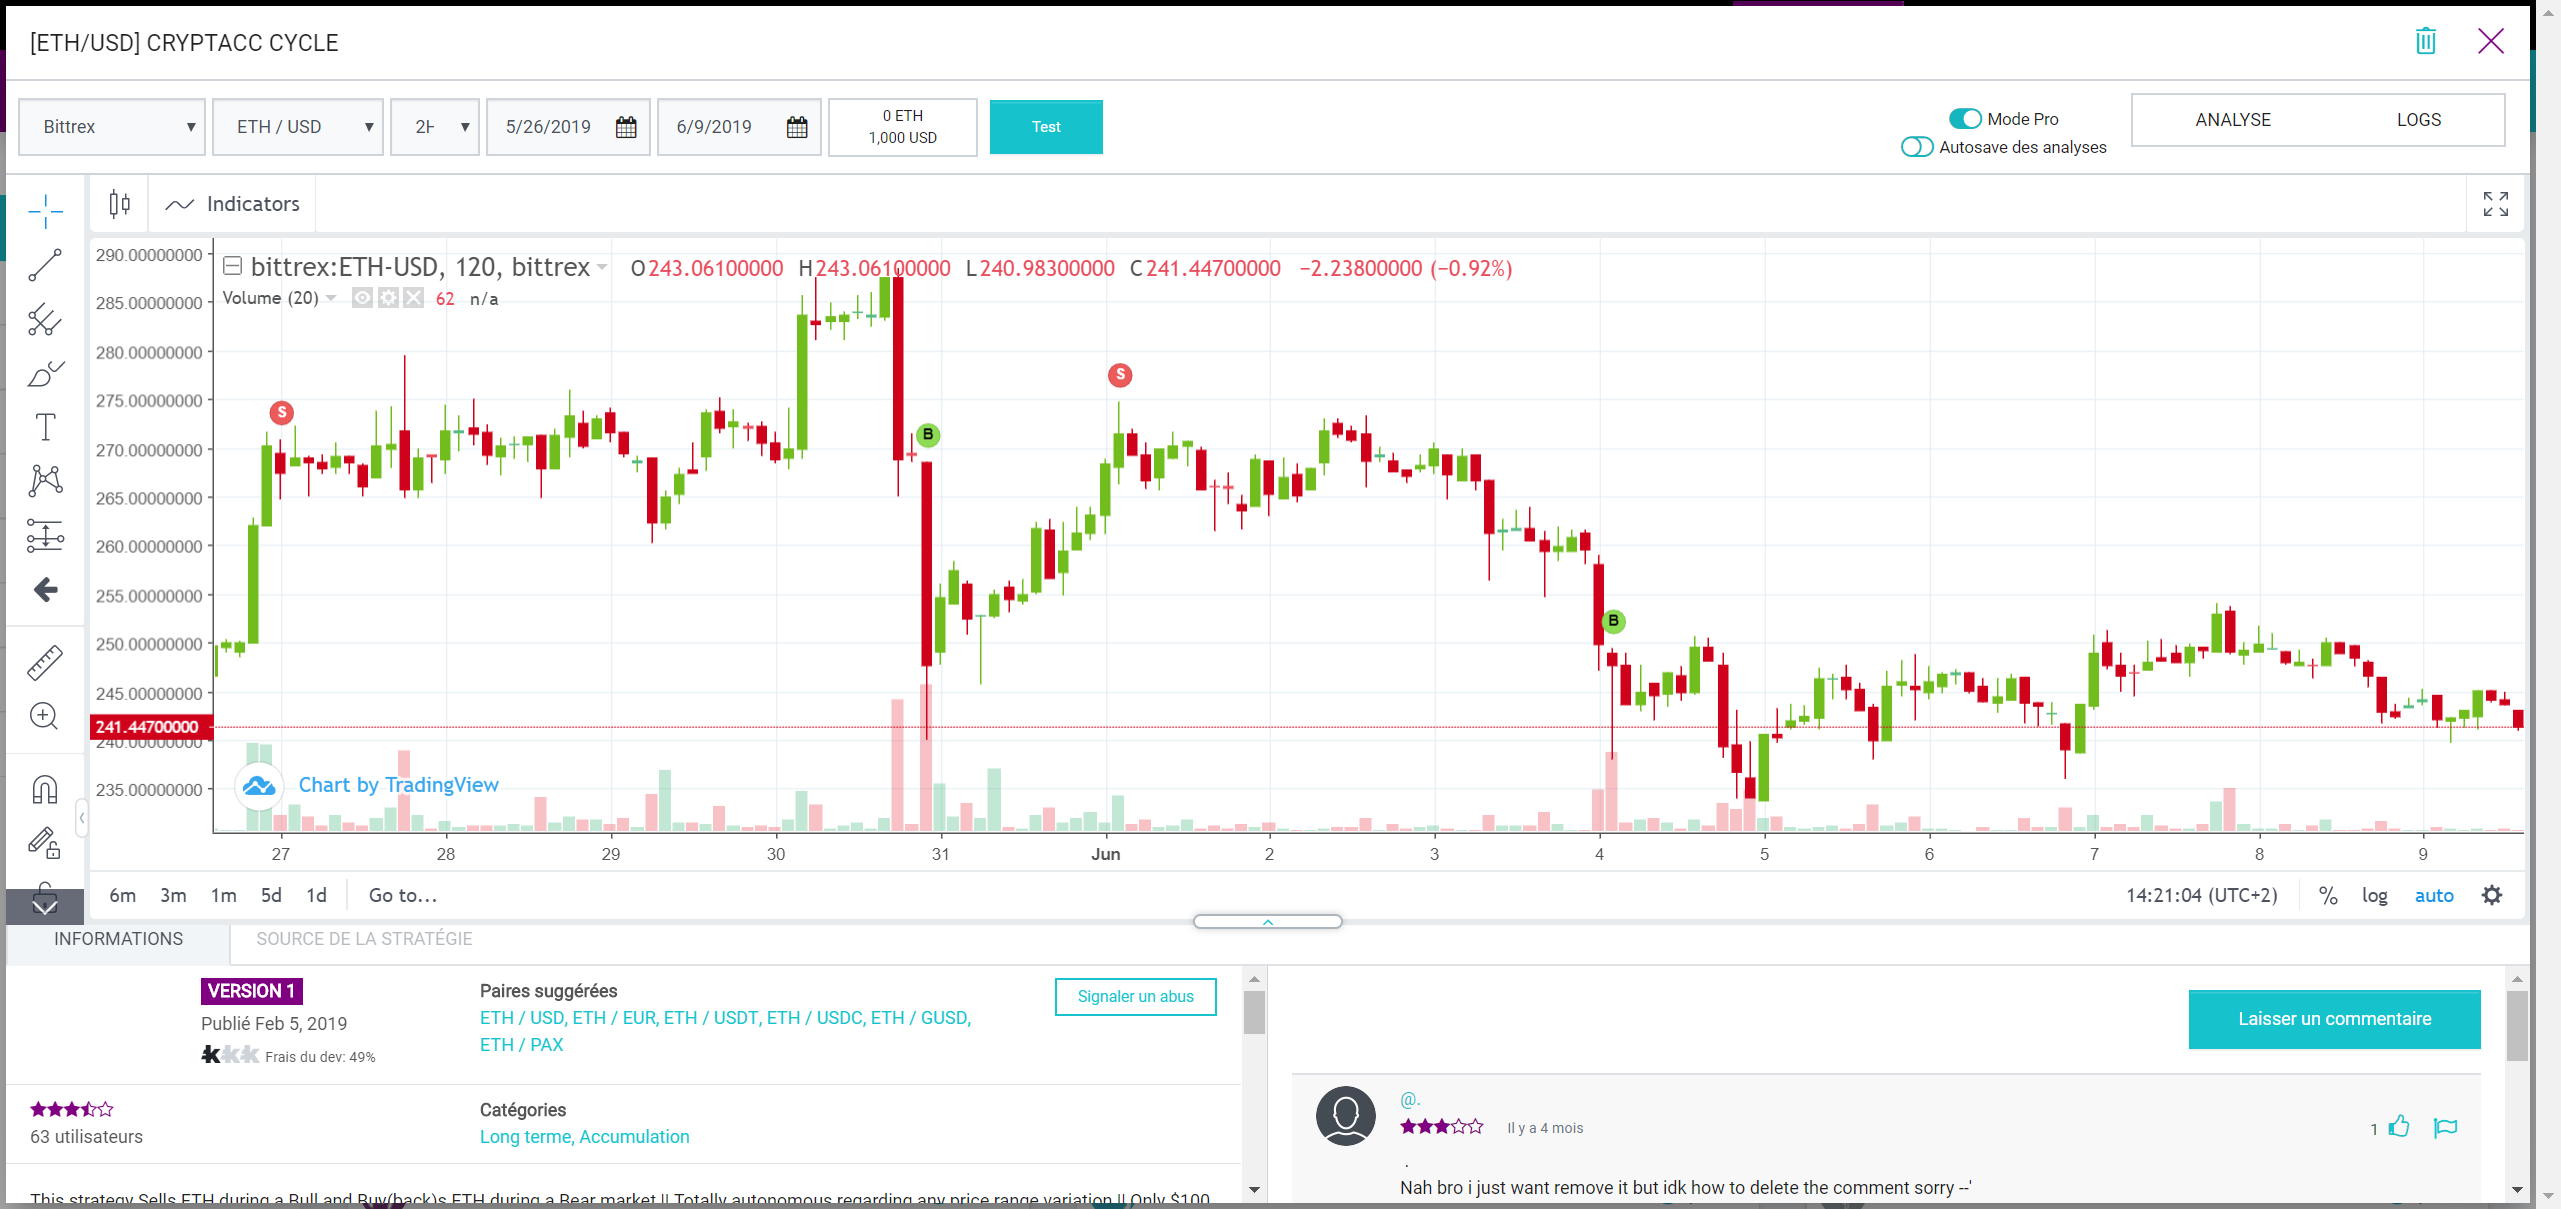 [ETH/USD] CRYPTACC CYCLE
Bittrex
ETH / USD
2H
5/26/2019
6/9/2019
0 ETH
1,000 USD
Test
Mode Pro
Autosave des analyses
ANALYSE
LOGS
Indicators
bittrex:ETH-USD, 120, bittrex
O243.06100000 H243.06100000 L240.98300000 C241.44700000 −2.23800000 (−0.92%)
Volume (20)
62 n/a
290.00000000
285.00000000
280.00000000
275.00000000
270.00000000
265.00000000
260.00000000
255.00000000
250.00000000
245.00000000
241.44700000
240.00000000
235.00000000
S
B
S
B
Chart by TradingView
27 28 29 30 31 Jun 2 3 4 5 6 7 8 9
6m 3m 1m 5d 1d Go to...
14:21:04 (UTC+2) % log auto
INFORMATIONS
SOURCE DE LA STRATÉGIE
VERSION 1
Publié Feb 5, 2019
Frais du dev: 49%
Paires suggérées
ETH / USD, ETH / EUR, ETH / USDT, ETH / USDC, ETH / GUSD,
ETH / PAX
Signaler un abus
63 utilisateurs
Catégories
Long terme, Accumulation
This strategy Sells ETH during a Bull and Buy(back)s ETH during a Bear market !! Totally autonomous regarding any price range variation !! Only $100
Laisser un commentaire
@.
Il y a 4 mois
1
.
Nah bro i just want remove it but idk how to delete the comment sorry --'